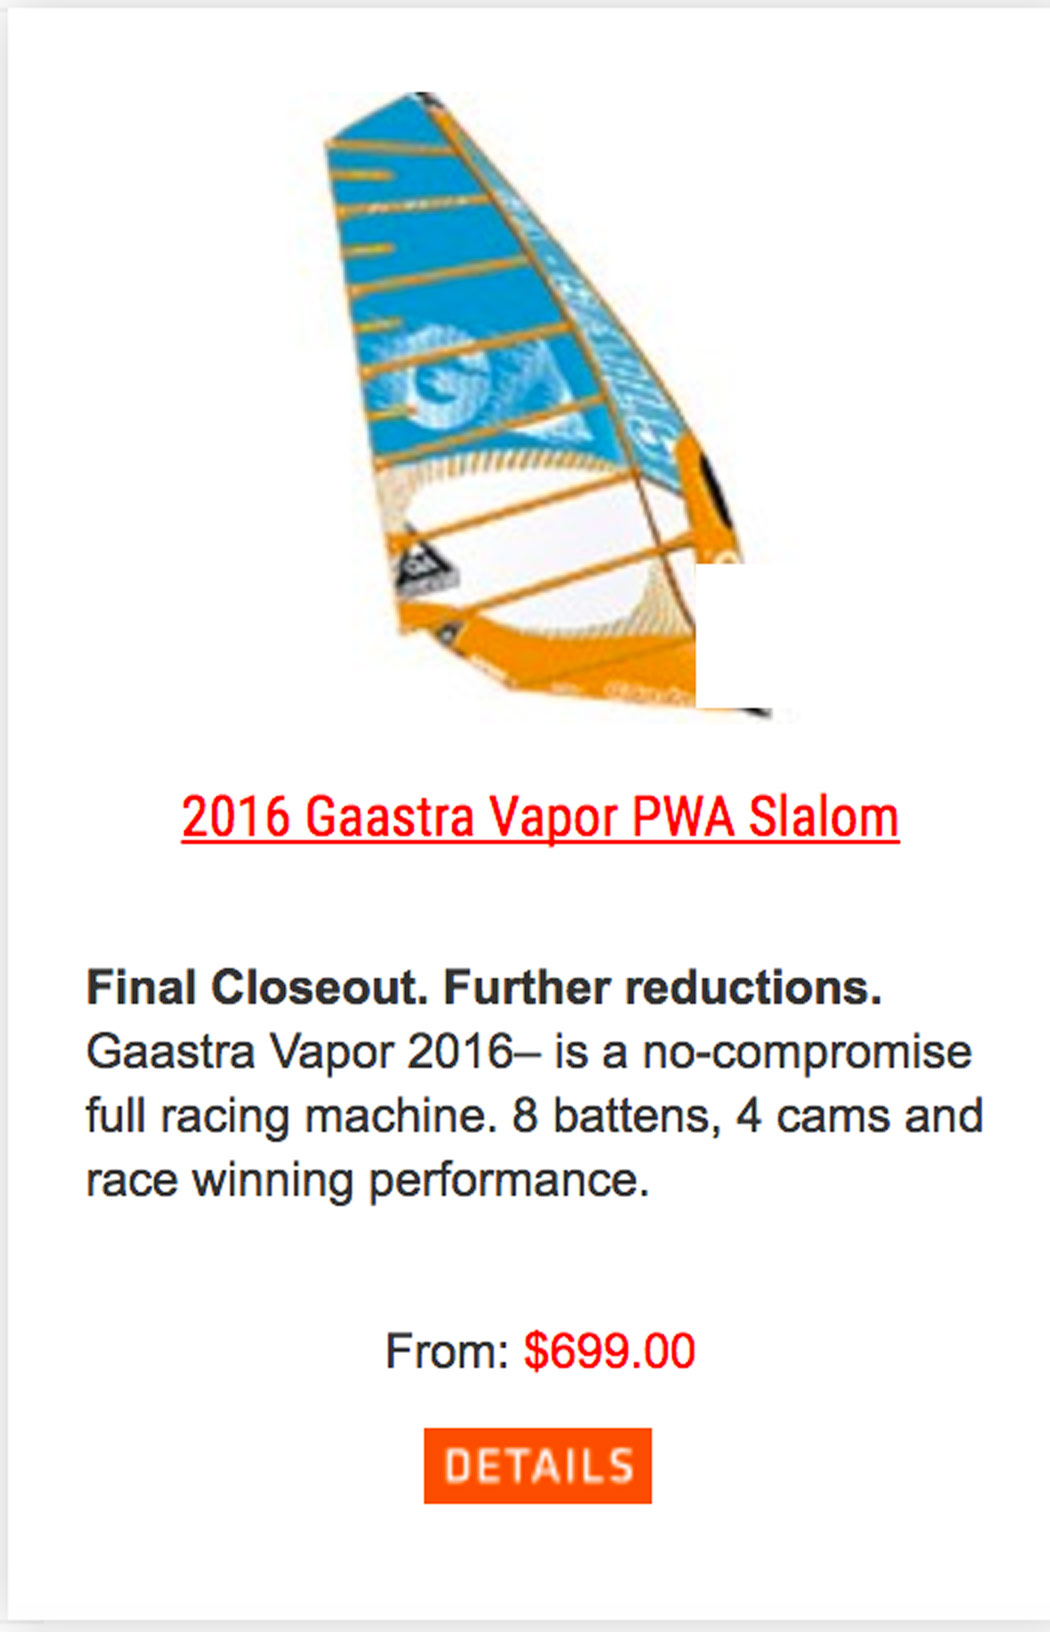 2016 Gaastra Vapor PWA Slalom
Final Closeout. Further reductions.
Gaastra Vapor 2016– is a no-compromise
full racing machine. 8 battens, 4 cams and
race winning performance.
From: $699.00
DETAILS